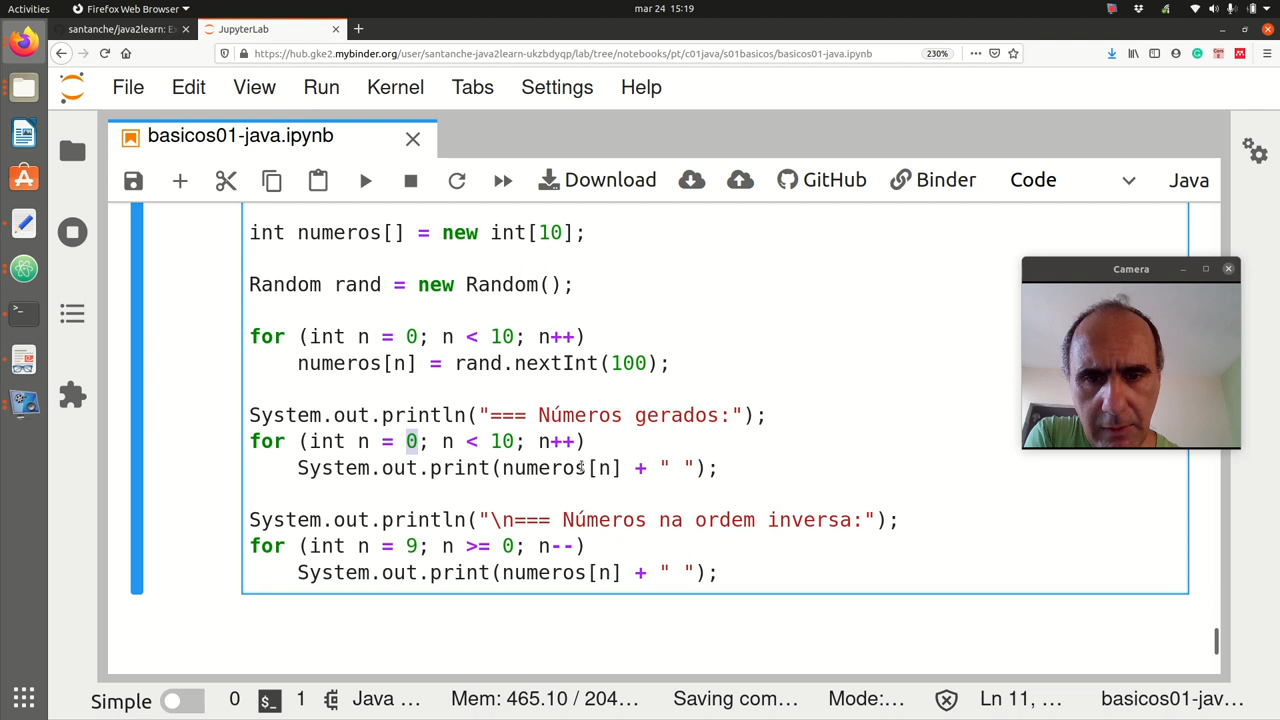 Activities
Firefox Web Browser
mar 24 15:19
santanche/java2learn: Ex
JupyterLab
https://hub.gke2.mybinder.org/user/santanche-java2learn-ukzbdyqp/lab/tree/notebooks/pt/c01java/s01basicos/basicos01-java.ipynb
230%
File Edit View Run Kernel Tabs Settings Help
basicos01-java.ipynb
Download GitHub Binder Code Java
int numeros[] = new int[10];
Random rand = new Random();
for (int n = 0; n < 10; n++)
numeros[n] = rand.nextInt(100);
System.out.println("=== Números gerados:");
for (int n = 0; n < 10; n++)
System.out.print(numeros[n] + " ");
System.out.println("\n=== Números na ordem inversa:");
for (int n = 9; n >= 0; n--)
System.out.print(numeros[n] + " ");
Camera
Simple 0 $_ 1 Java ... Mem: 465.10 / 204... Saving com... Mode:... Ln 11, ... basicos01-jav...